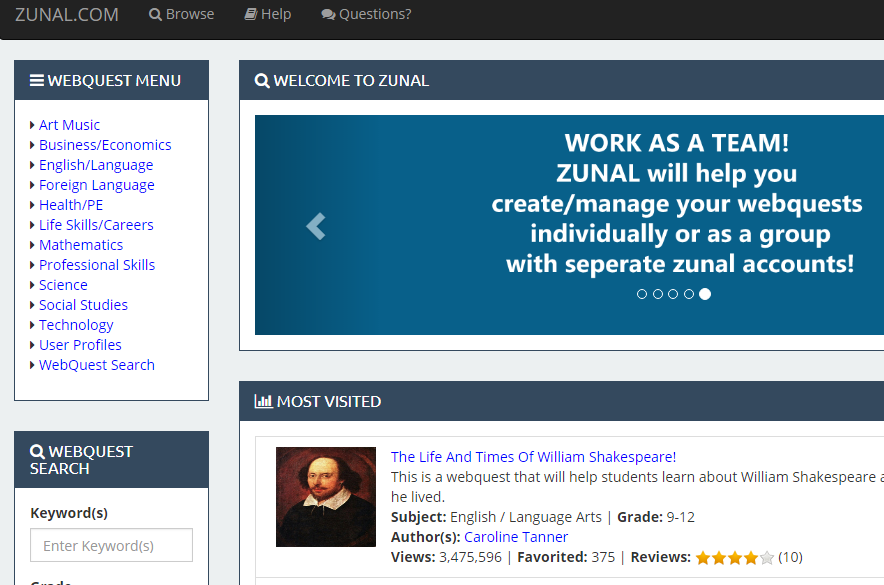 ZUNAL.COM Browse Help Questions?
WEBQUEST MENU
Art Music
Business/Economics
English/Language
Foreign Language
Health/PE
Life Skills/Careers
Mathematics
Professional Skills
Science
Social Studies
Technology
User Profiles
WebQuest Search
WEBQUEST
SEARCH
Keyword(s)
Enter Keyword(s)
Grade
WELCOME TO ZUNAL
WORK AS A TEAM!
ZUNAL will help you
create/manage your webquests
individually or as a group
with seperate zunal accounts!
MOST VISITED
The Life And Times Of William Shakespeare!
This is a webquest that will help students learn about William Shakespeare a
he lived.
Subject: English / Language Arts | Grade: 9-12
Author(s): Caroline Tanner
Views: 3,475,596 | Favorited: 375 | Reviews: (10)